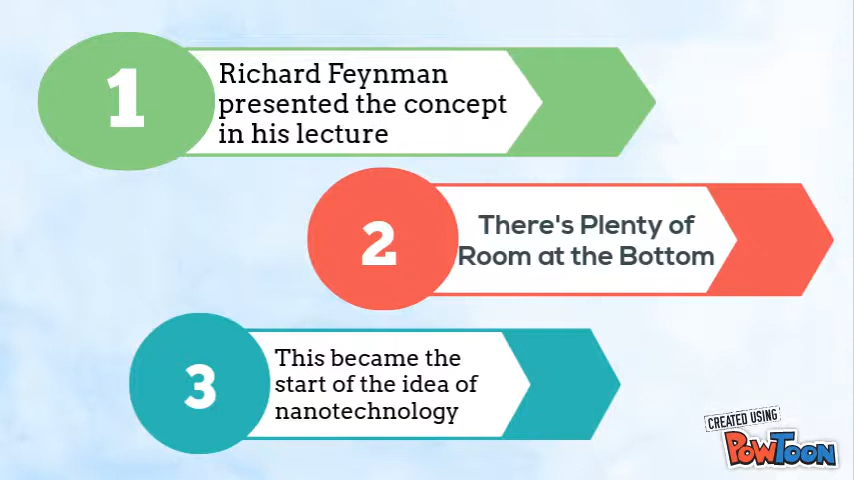 1
Richard Feynman
presented the concept
in his lecture
2
There's Plenty of
Room at the Bottom
3
This became the
start of the idea of
nanotechnology
CREATED USING
POWTOON